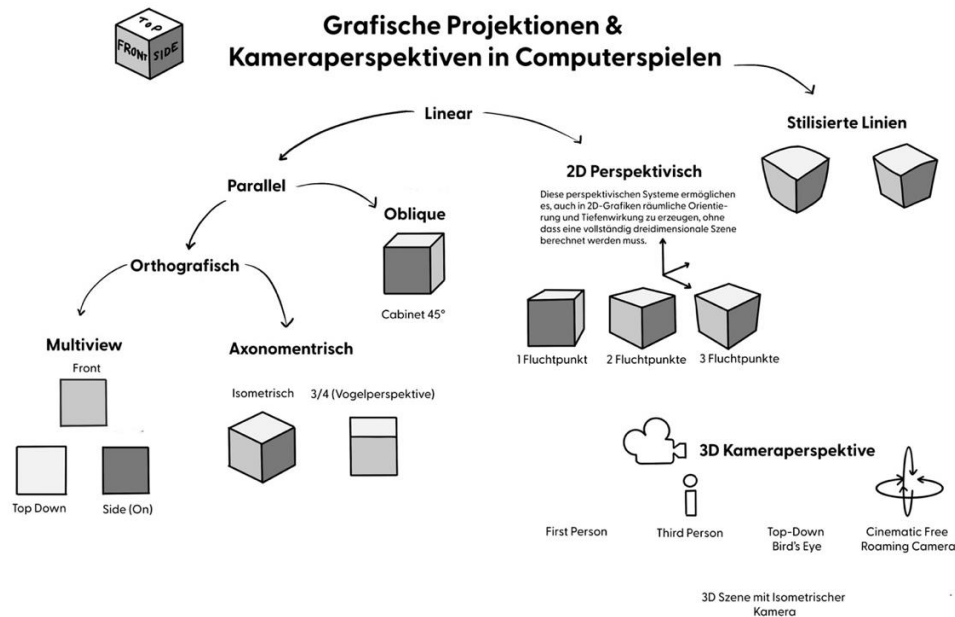 TOP
FRONT SIDE
Grafische Projektionen &
Kameraperspektiven in Computerspielen
Linear
Stilisierte Linien
Parallel
2D Perspektivisch
Diese perspektivischen Systeme ermöglichen
es, auch in 2D-Grafiken räumliche Orientie-
rung und Tiefenwirkung zu erzeugen, ohne
dass eine vollständig dreidimensionale Szene
berechnet werden muss.
Oblique
Cabinet 45°
Orthografisch
1 Fluchtpunkt
2 Fluchtpunkte
3 Fluchtpunkte
Multiview
Front
Top Down
Side (On)
Axonomentrisch
Isometrisch
3/4 (Vogelperspektive)
3D Kameraperspektive
First Person
Third Person
Top-Down
Bird's Eye
Cinematic Free
Roaming Camera
3D Szene mit Isometrischer
Kamera